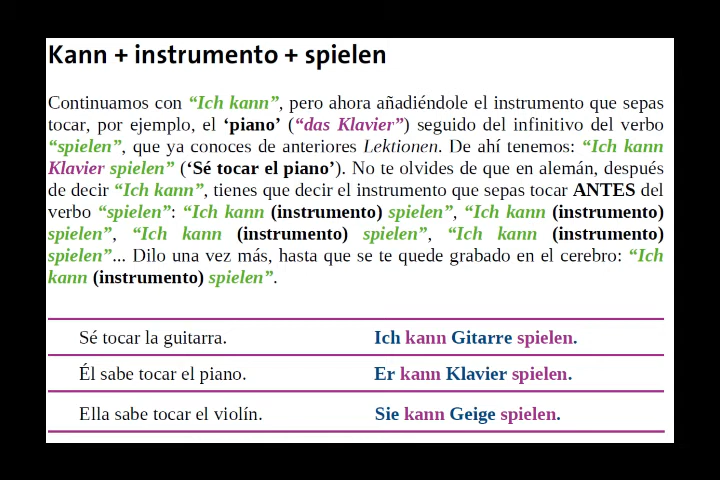 Kann + instrumento + spielen
Continuamos con “Ich kann”, pero ahora añadiéndole el instrumento que sepas
tocar, por ejemplo, el ‘piano’ (“das Klavier”) seguido del infinitivo del verbo
“spielen”, que ya conoces de anteriores Lektionen. De ahí tenemos: “Ich kann
Klavier spielen” (‘Sé tocar el piano’). No te olvides de que en alemán, después
de decir “Ich kann”, tienes que decir el instrumento que sepas tocar ANTES del
verbo “spielen”: “Ich kann (instrumento) spielen”, “Ich kann (instrumento)
spielen”, “Ich kann (instrumento) spielen”, “Ich kann (instrumento)
spielen”... Dilo una vez más, hasta que se te quede grabado en el cerebro: “Ich
kann (instrumento) spielen”.
Sé tocar la guitarra. Ich kann Gitarre spielen.
Él sabe tocar el piano. Er kann Klavier spielen.
Ella sabe tocar el violín. Sie kann Geige spielen.